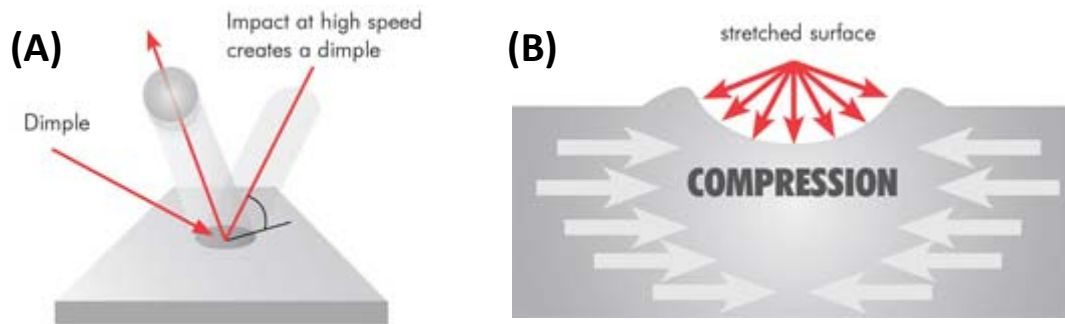 (A)
Impact at high speed
creates a dimple
Dimple
(B)
stretched surface
COMPRESSION